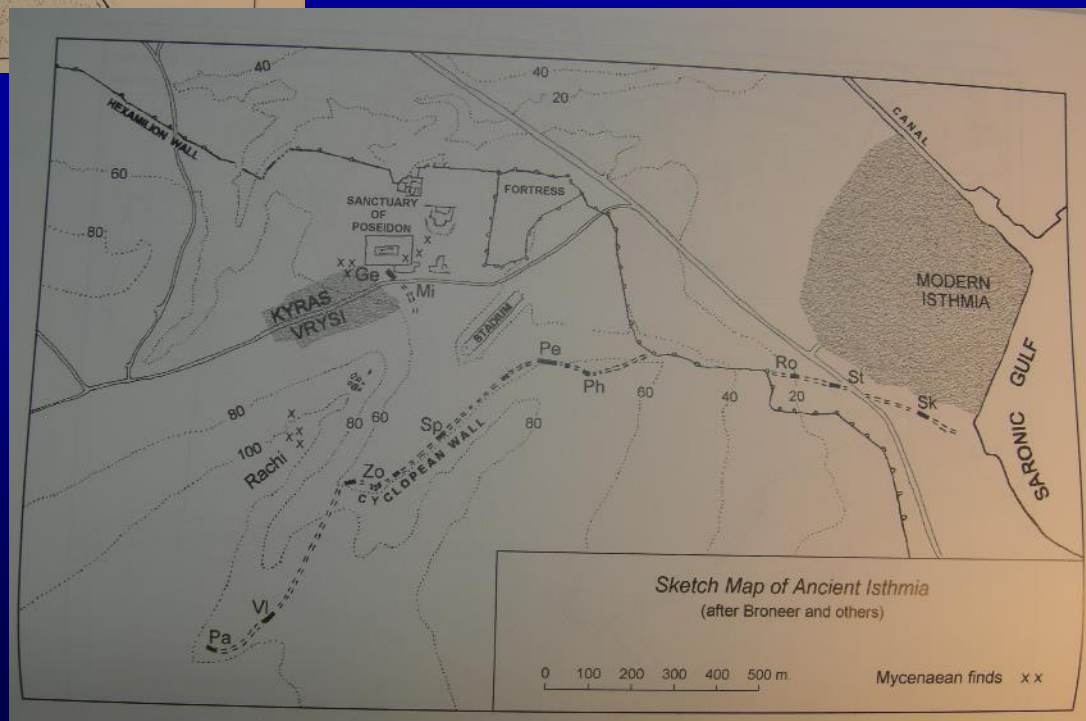 40
40
20
HEXAMILION WALL
CANAL
60
SANCTUARY
OF
POSEIDON
FORTRESS
80
Ge
Mi
MODERN
ISTHMIA
KYRAS
VRYSI
STADIUM
Pe
Ph
Ro
St
Sk
60
40
20
SARONIC GULF
80
100
80
60
Rachi
Sp
80
Zo
CYCLOPEAN WALL
Vl
Pa
Sketch Map of Ancient Isthmia
(after Broneer and others)
0 100 200 300 400 500 m.
Mycenaean finds x x